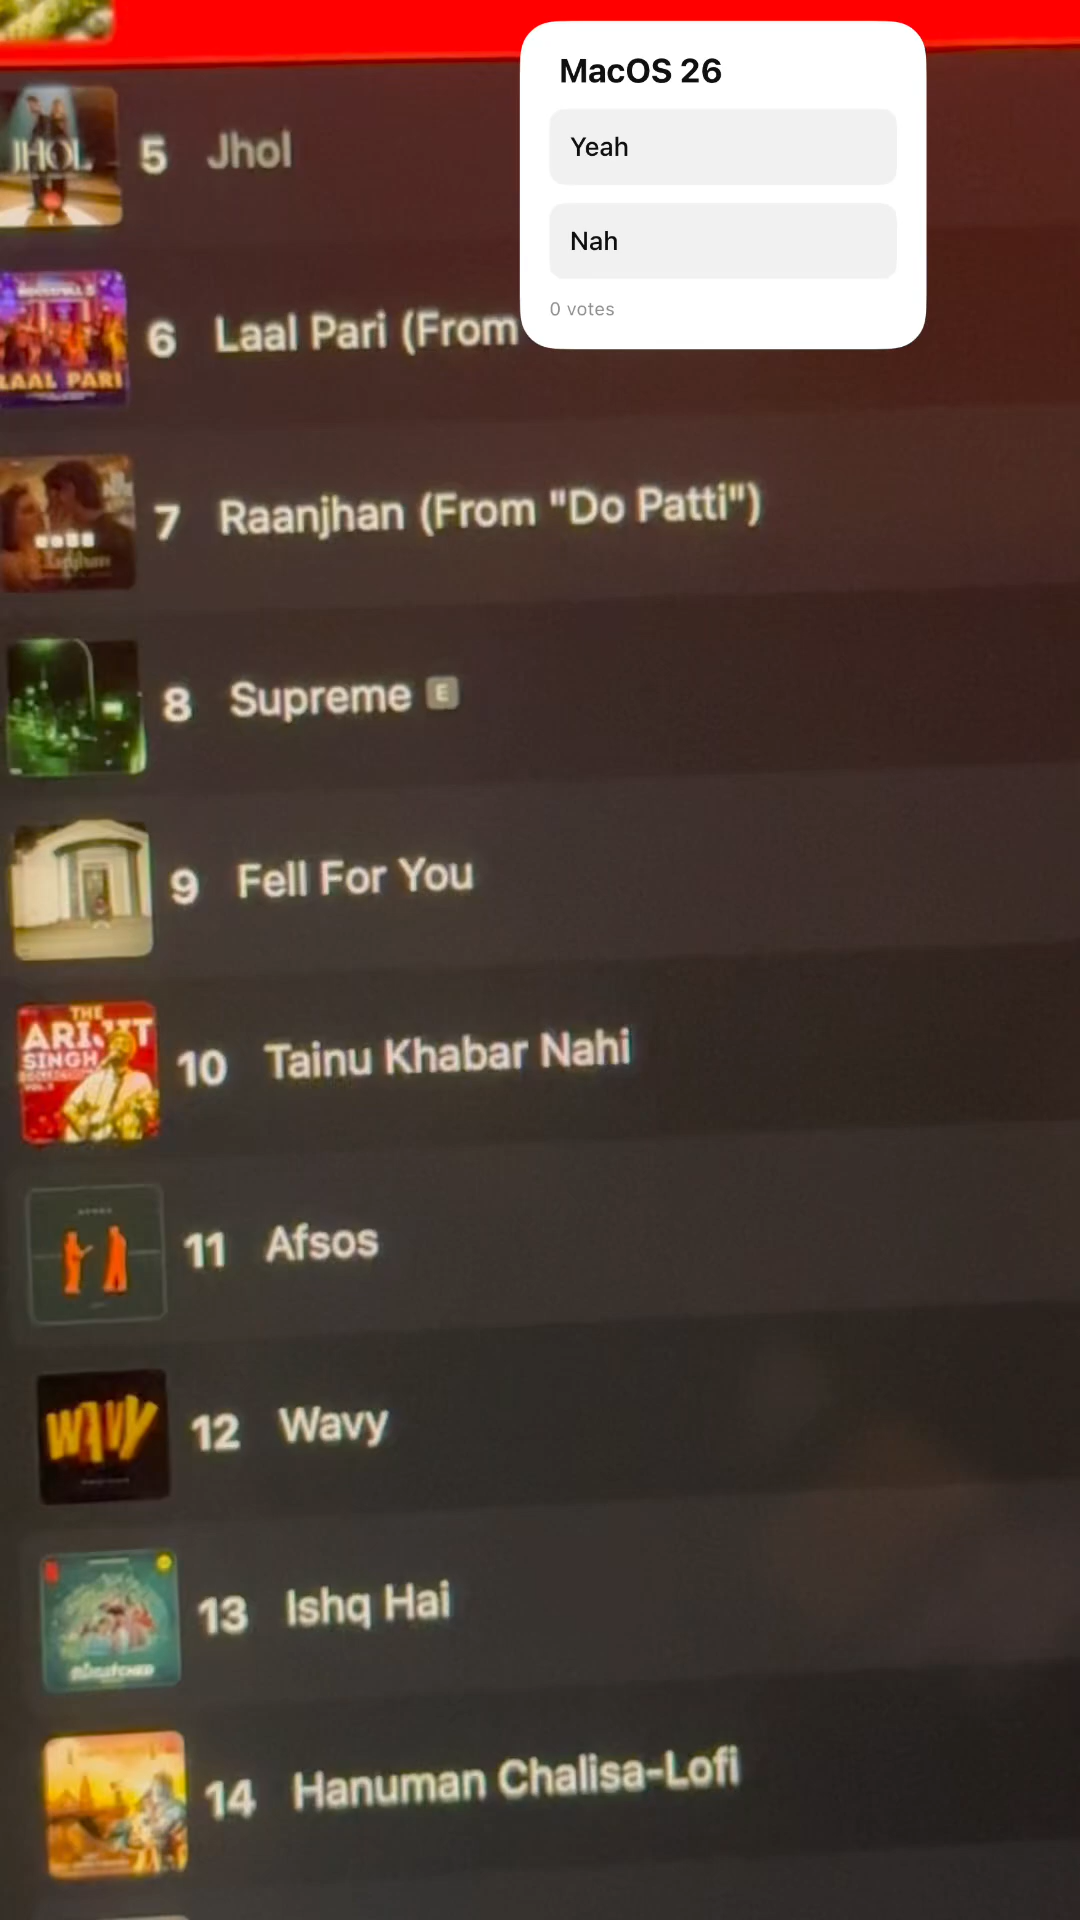 MacOS 26
Yeah
Nah
0 votes
JHOL
5 Jhol
LAAL PARI
6 Laal Pari (From
7 Raanjhan (From "Do Patti")
8 Supreme E
9 Fell For You
THE
ARIJIT
SINGH
10 Tainu Khabar Nahi
11 Afsos
WAVY
12 Wavy
13 Ishq Hai
14 Hanuman Chalisa-Lofi